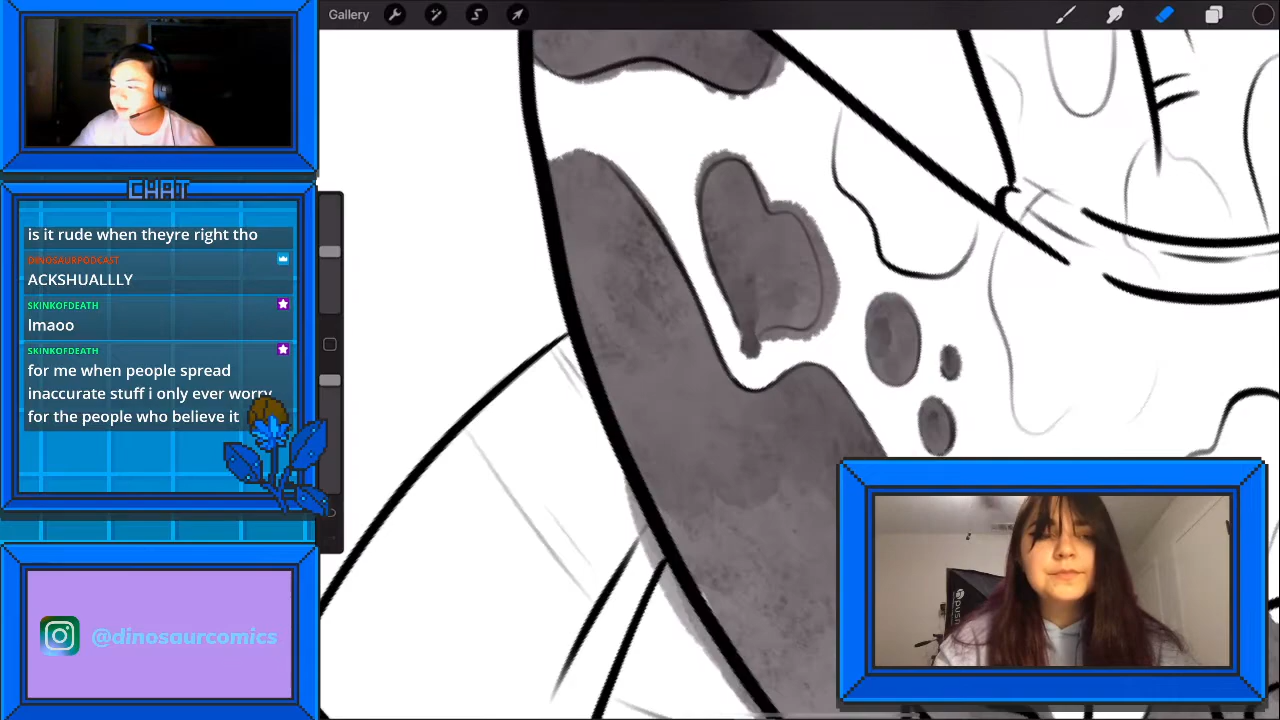 Gallery
CHAT
is it rude when theyre right tho
DINOSAURPODCAST
ACKSHUALLLY
SKINKOFDEATH
lmaoo
SKINKOFDEATH
for me when people spread
inaccurate stuff i only ever worry
for the people who believe it
@dinosaurcomics